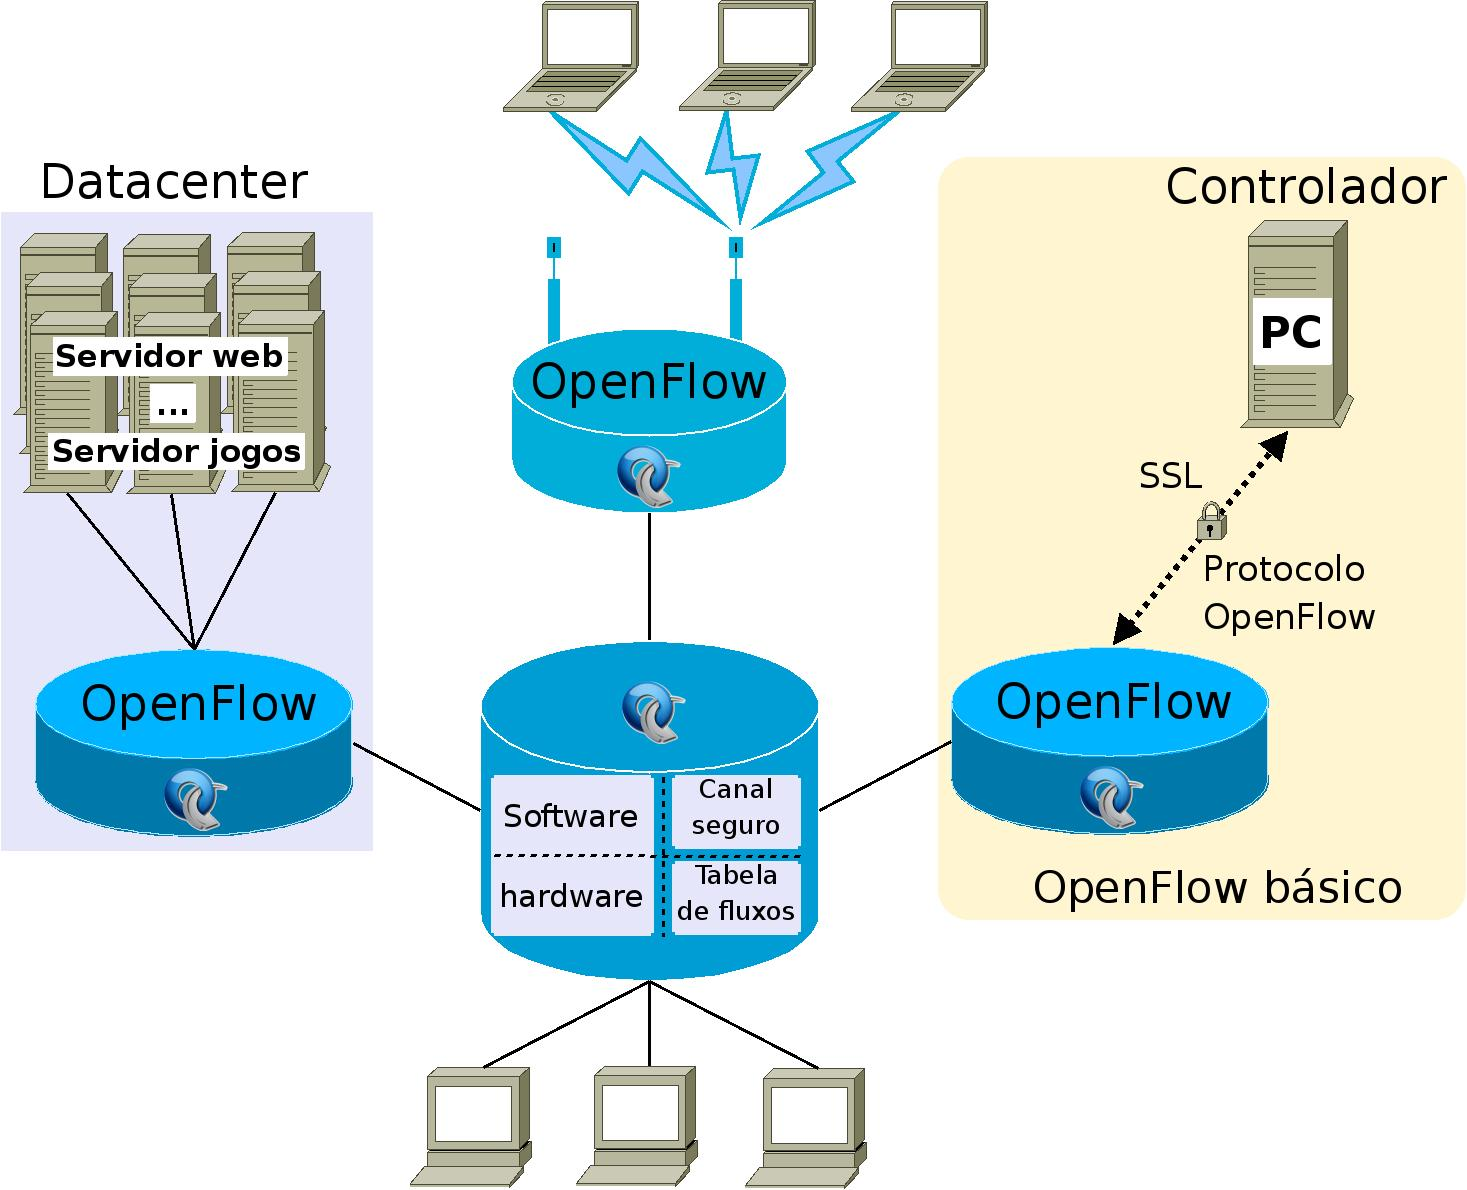 Datacenter
Servidor web
...
Servidor jogos
OpenFlow
OpenFlow
Software
Canal
seguro
hardware
Tabela
de fluxos
Controlador
PC
SSL
Protocolo
OpenFlow
OpenFlow
OpenFlow básico